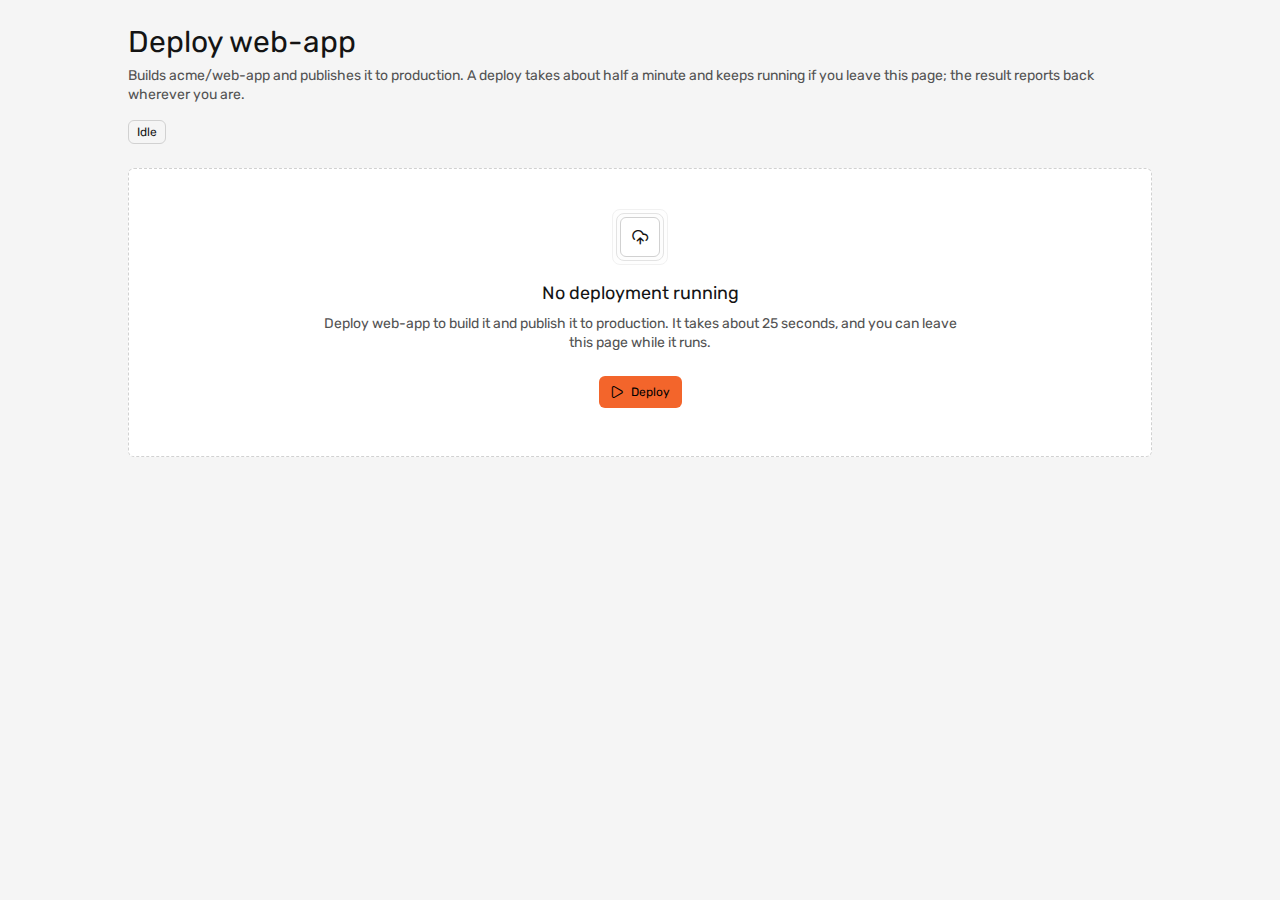 Deploy web-app
Builds acme/web-app and publishes it to production. A deploy takes about half a minute and keeps running if you leave this page; the result reports back
wherever you are.
Idle
No deployment running
Deploy web-app to build it and publish it to production. It takes about 25 seconds, and you can leave
this page while it runs.
Deploy